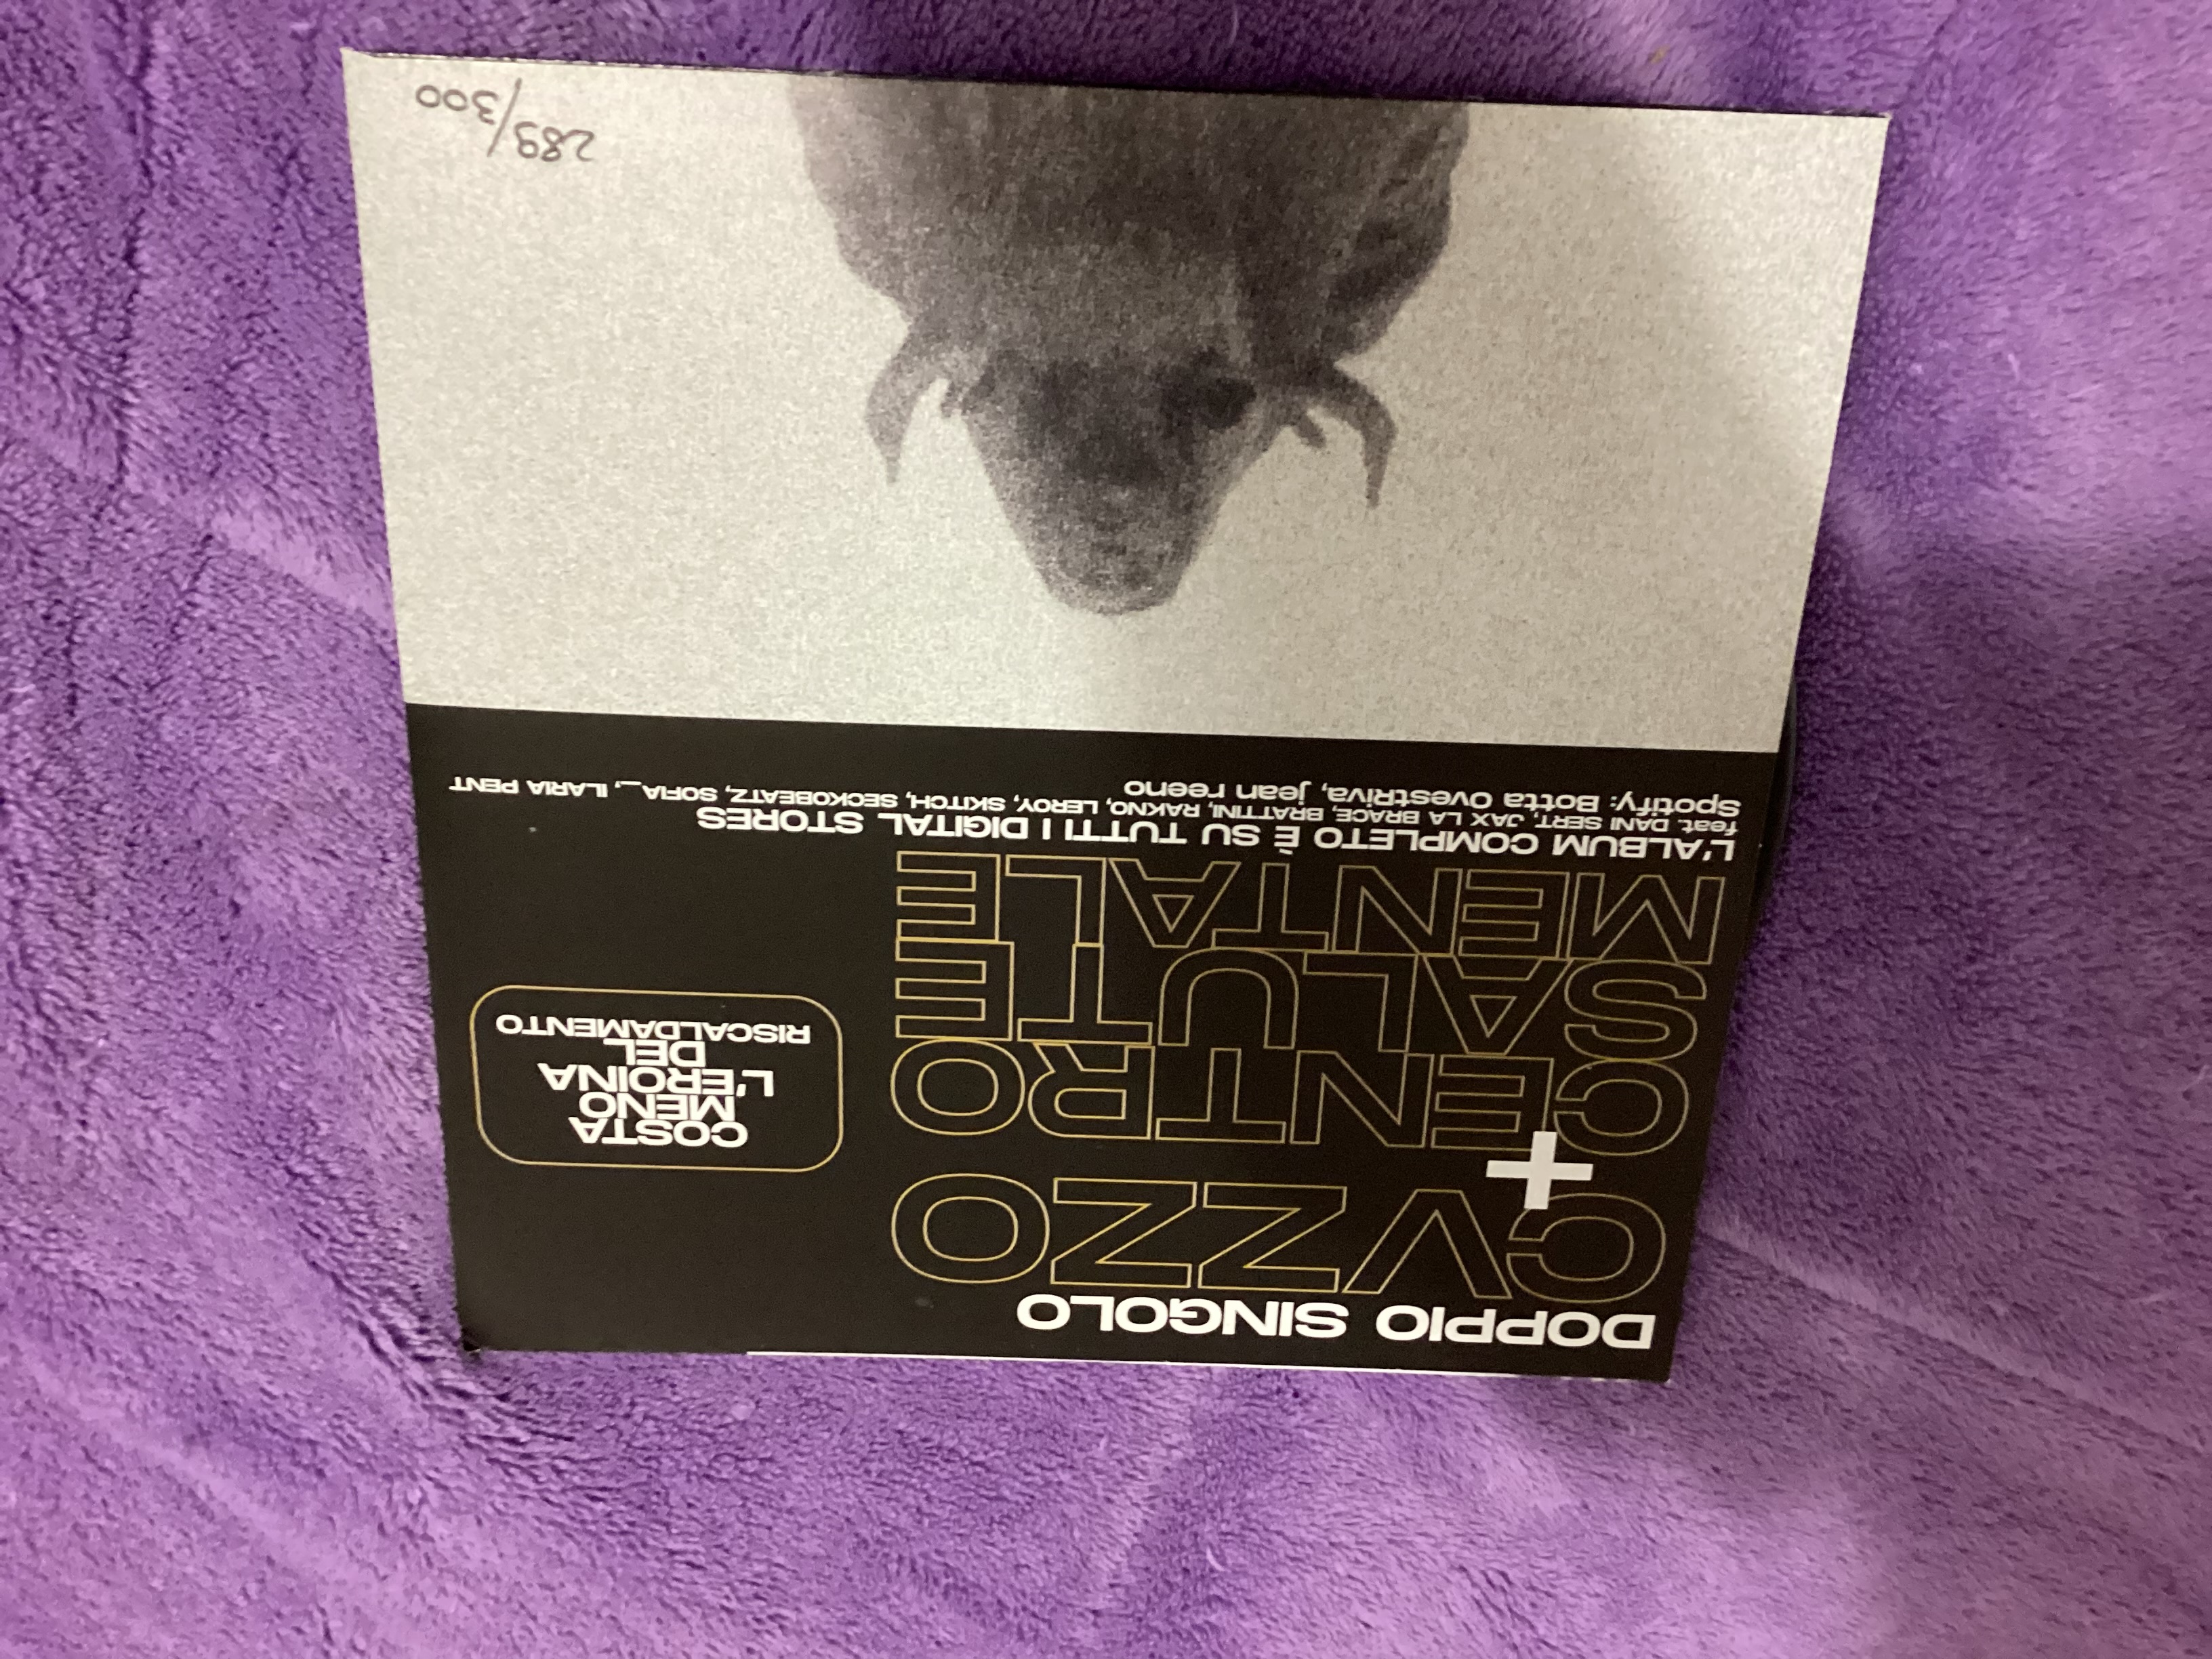 DOPPIO SINGOLO
CVZZO
+
CENTRO
SALUTE
MENTALE
COSTA
MENO
L'EROINA
DEL
RISCALDAMENTO
L'ALBUM COMPLETO È SU TUTTI I DIGITAL STORES
feat. DANI SERT, JAX LA BRACE, BRATTINI, RAKNO, LEROY, SKITCH, SECKOBEATZ, SOFIA_, ILARIA PENT
Spotify: Botta Ovestriva, jean reeno
289/300